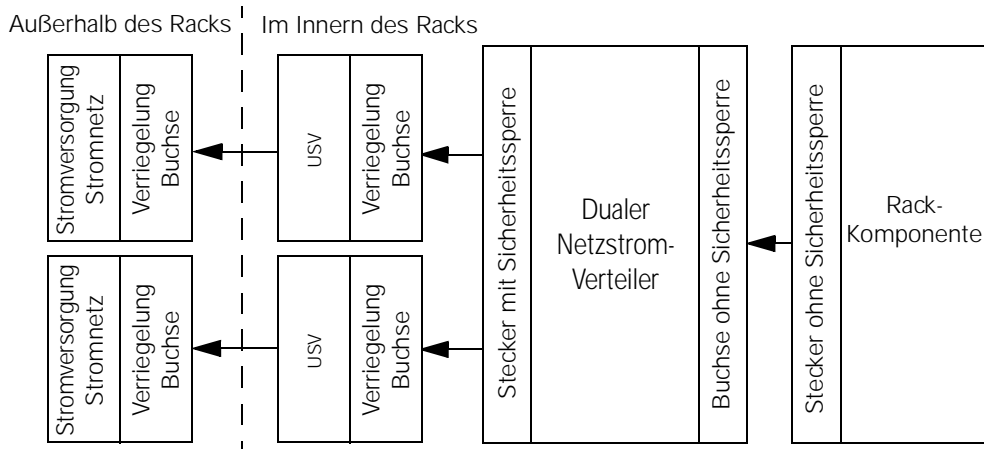 Außerhalb des Racks
Im Innern des Racks
Stromversorgung
Stromnetz
Verriegelung
Buchse
USV
Verriegelung
Buchse
Stromversorgung
Stromnetz
Verriegelung
Buchse
USV
Verriegelung
Buchse
Stecker mit Sicherheitssperre
Dualer
Netzstrom-
Verteiler
Buchse ohne Sicherheitssperre
Stecker ohne Sicherheitssperre
Rack-
Komponente